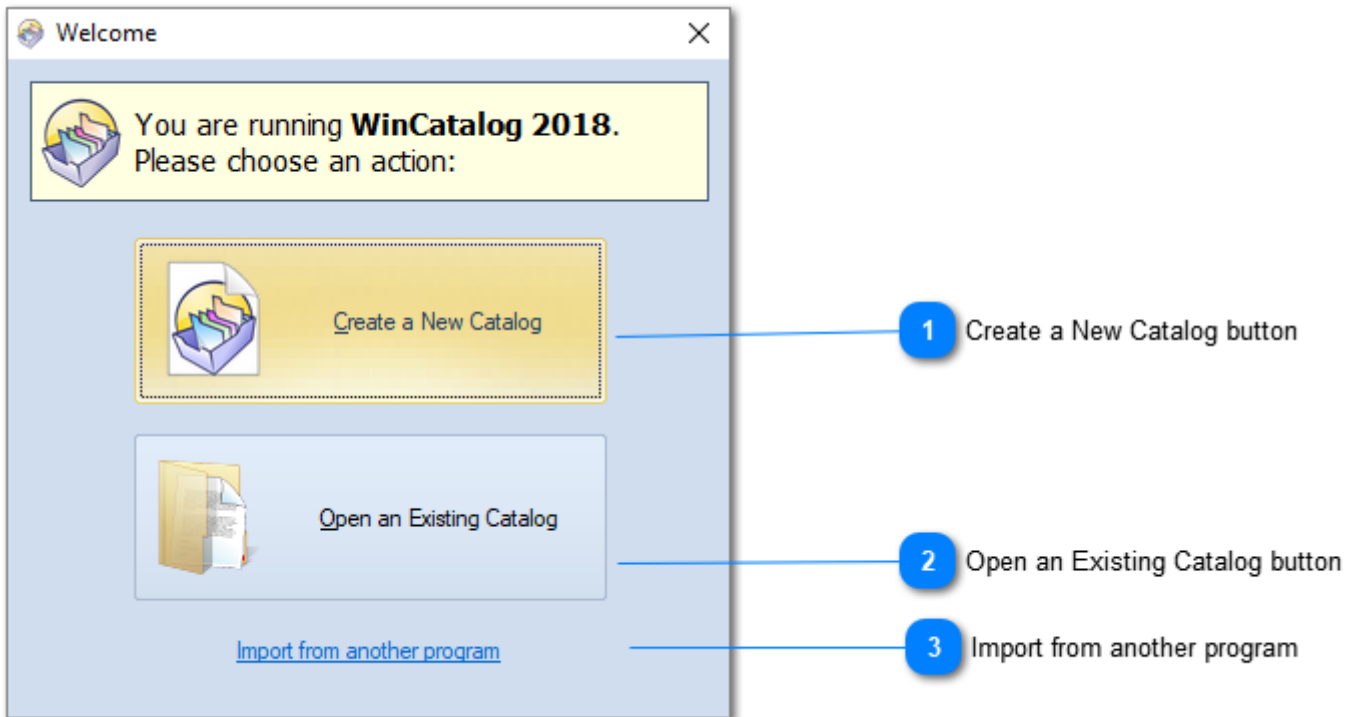 Welcome
You are running WinCatalog 2018.
Please choose an action:
Create a New Catalog
1 Create a New Catalog button
Open an Existing Catalog
2 Open an Existing Catalog button
Import from another program
3 Import from another program